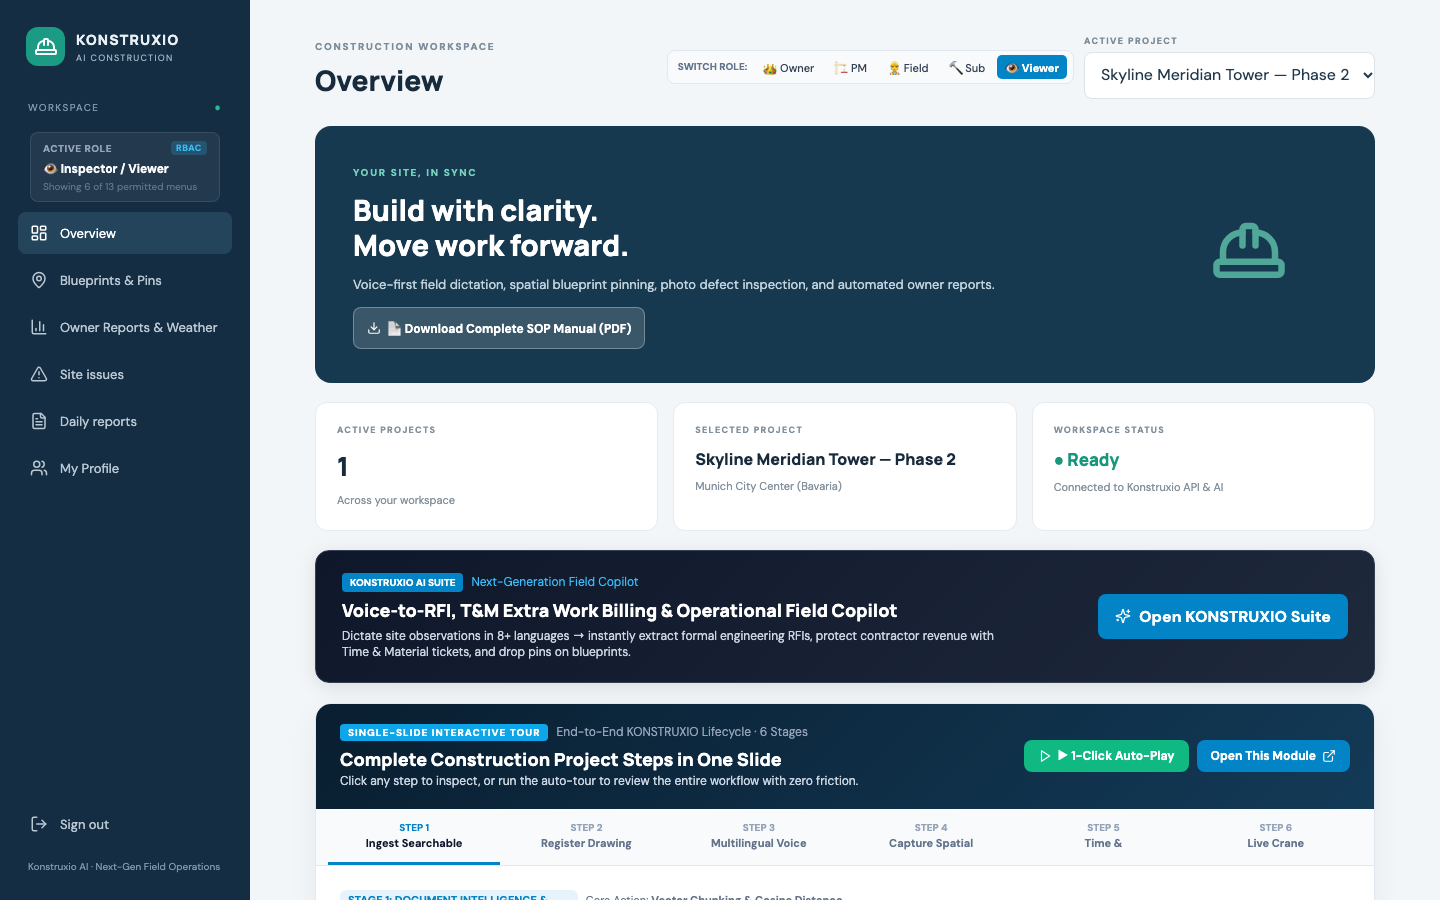 KONSTRUXIO
AI CONSTRUCTION
WORKSPACE
ACTIVE ROLE
RBAC
Inspector / Viewer
Showing 6 of 13 permitted menus
Overview
Blueprints & Pins
Owner Reports & Weather
Site issues
Daily reports
My Profile
Sign out
Konstruxio AI · Next-Gen Field Operations
CONSTRUCTION WORKSPACE
Overview
SWITCH ROLE:
Owner
PM
Field
Sub
Viewer
ACTIVE PROJECT
Skyline Meridian Tower — Phase 2
YOUR SITE, IN SYNC
Build with clarity.
Move work forward.
Voice-first field dictation, spatial blueprint pinning, photo defect inspection, and automated owner reports.
Download Complete SOP Manual (PDF)
ACTIVE PROJECTS
1
Across your workspace
SELECTED PROJECT
Skyline Meridian Tower — Phase 2
Munich City Center (Bavaria)
WORKSPACE STATUS
● Ready
Connected to Konstruxio API & AI
KONSTRUXIO AI SUITE
Next-Generation Field Copilot
Voice-to-RFI, T&M Extra Work Billing & Operational Field Copilot
Dictate site observations in 8+ languages → instantly extract formal engineering RFIs, protect contractor revenue with
Time & Material tickets, and drop pins on blueprints.
Open KONSTRUXIO Suite
SINGLE-SLIDE INTERACTIVE TOUR
End-to-End KONSTRUXIO Lifecycle · 6 Stages
Complete Construction Project Steps in One Slide
Click any step to inspect, or run the auto-tour to review the entire workflow with zero friction.
▶ 1-Click Auto-Play
Open This Module
STEP 1
Ingest Searchable
STEP 2
Register Drawing
STEP 3
Multilingual Voice
STEP 4
Capture Spatial
STEP 5
Time &
STEP 6
Live Crane
STAGE 1: DOCUMENT INTELLIGENCE &
Core Action: Vector Chunking & Cosine Distance